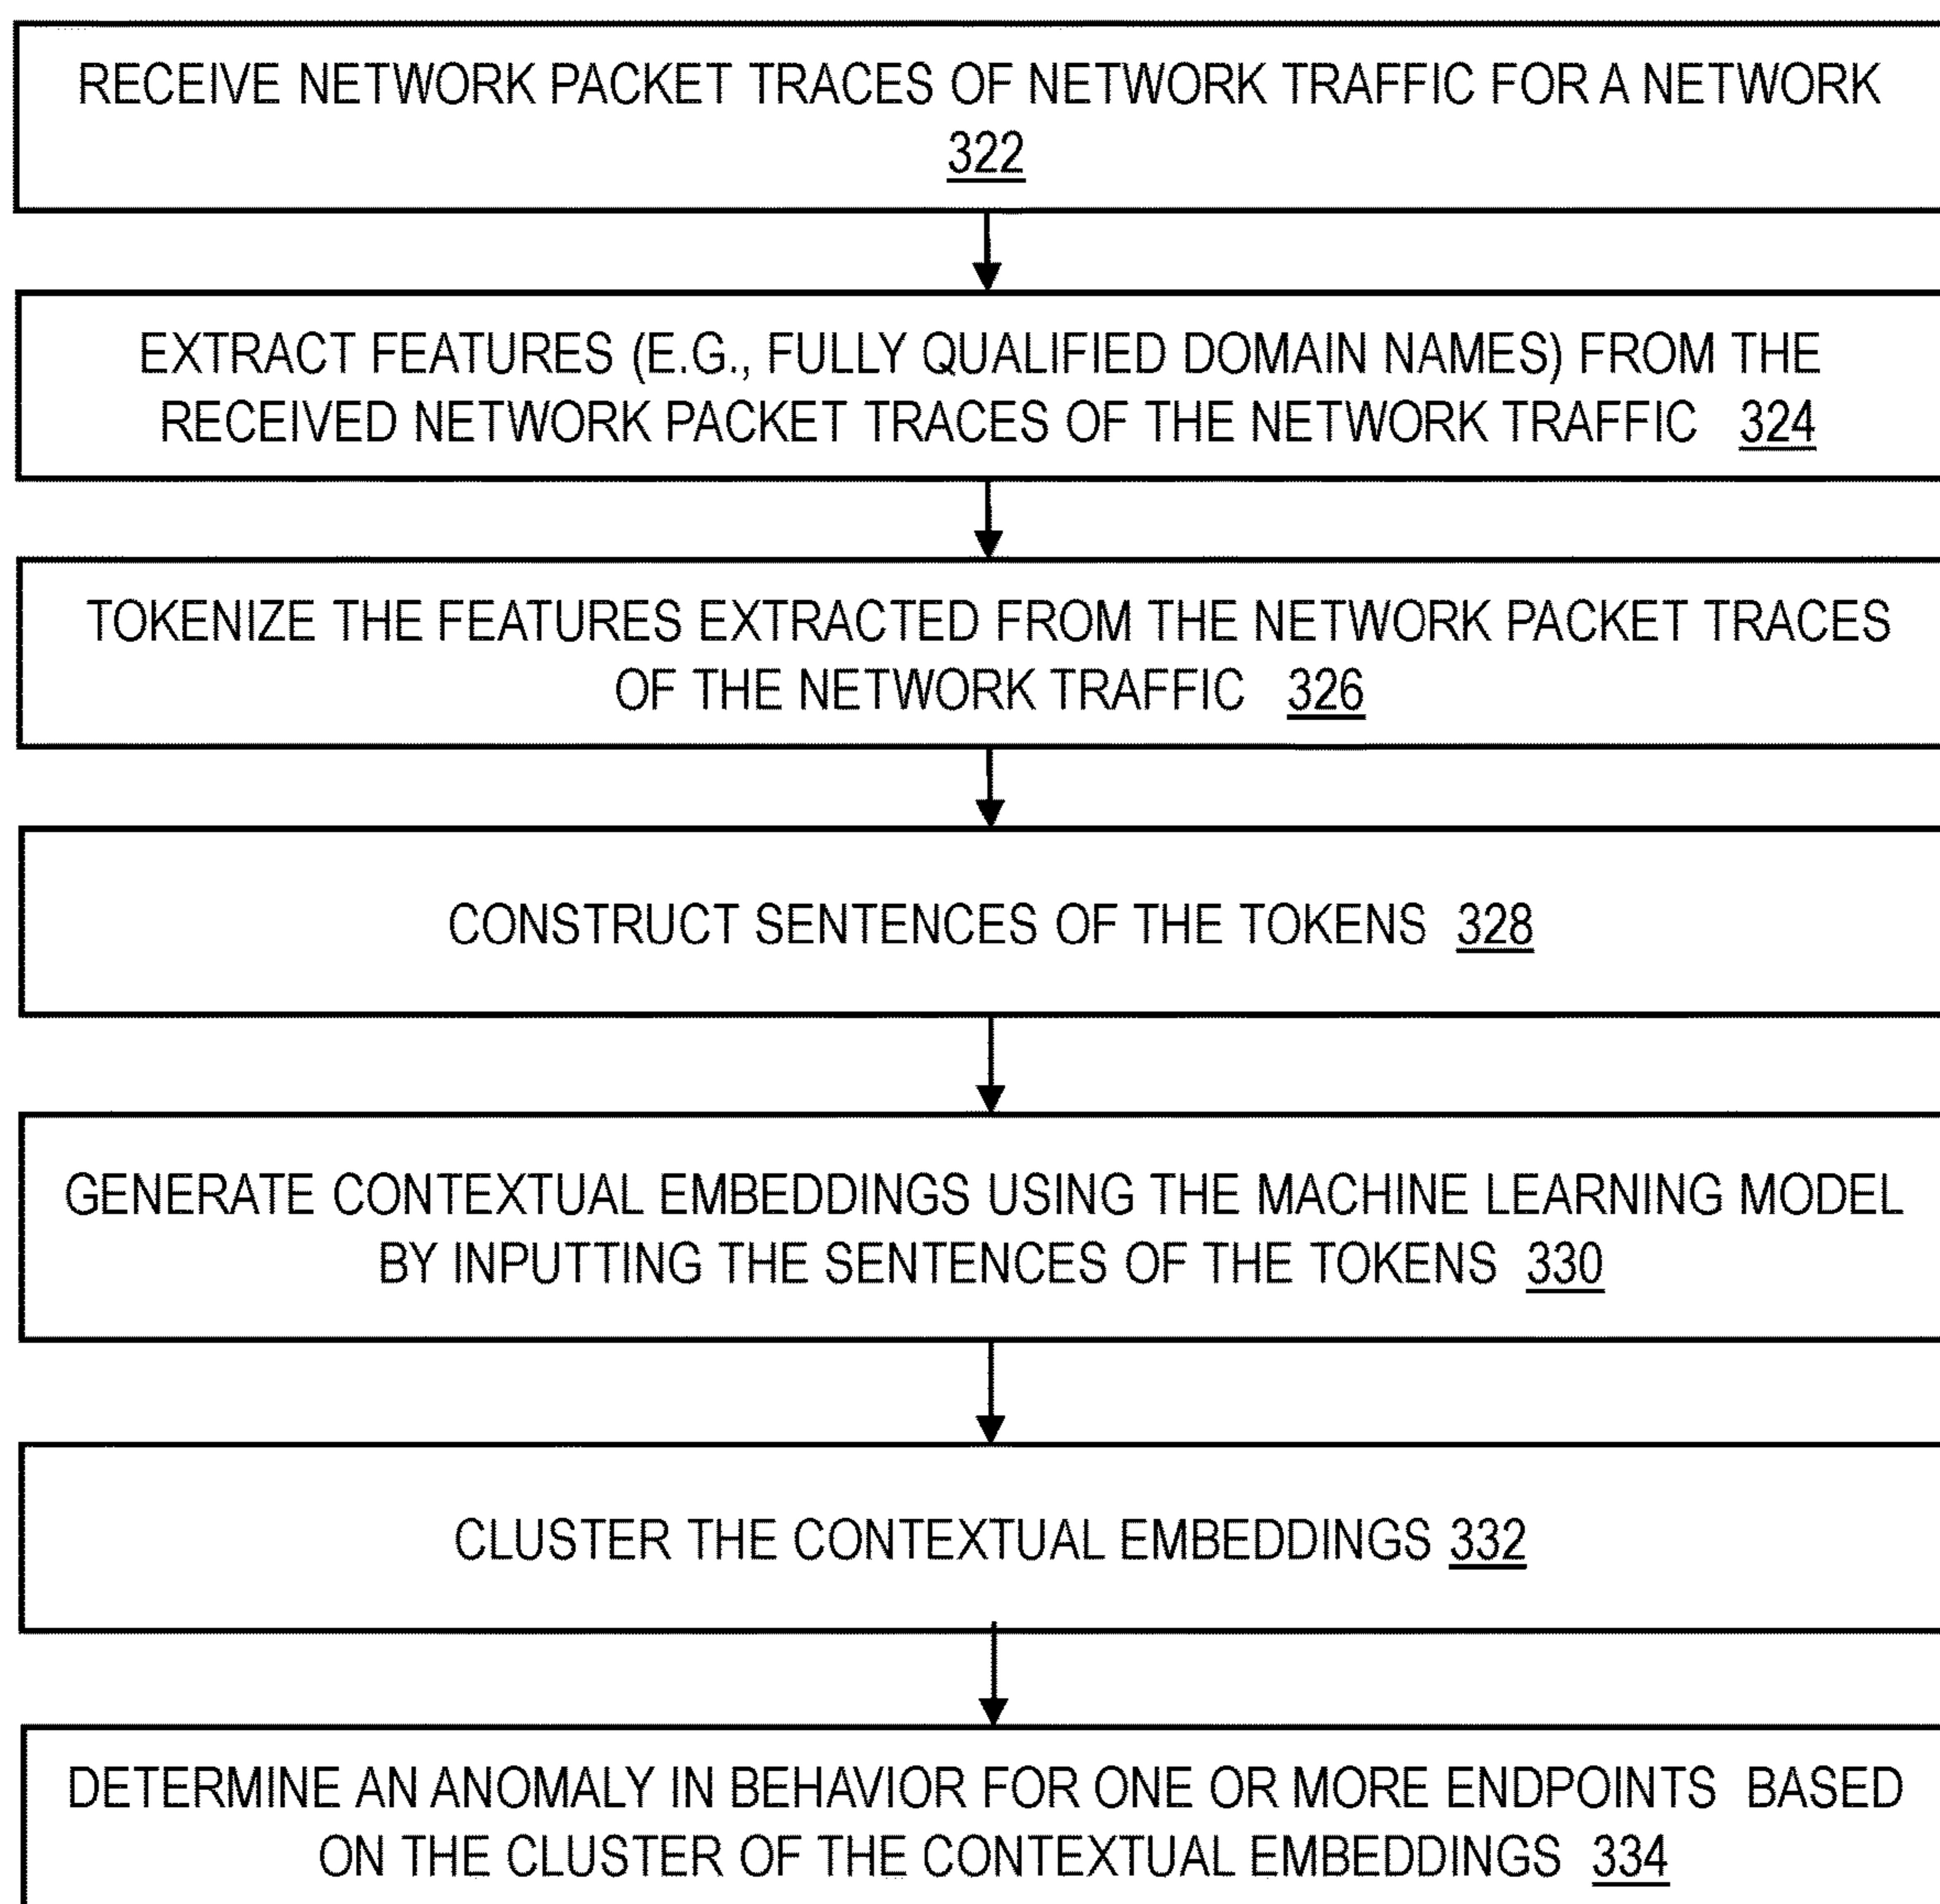 RECEIVE NETWORK PACKET TRACES OF NETWORK TRAFFIC FOR A NETWORK
322
EXTRACT FEATURES (E.G., FULLY QUALIFIED DOMAIN NAMES) FROM THE
RECEIVED NETWORK PACKET TRACES OF THE NETWORK TRAFFIC 324
TOKENIZE THE FEATURES EXTRACTED FROM THE NETWORK PACKET TRACES
OF THE NETWORK TRAFFIC 326
CONSTRUCT SENTENCES OF THE TOKENS 328
GENERATE CONTEXTUAL EMBEDDINGS USING THE MACHINE LEARNING MODEL
BY INPUTTING THE SENTENCES OF THE TOKENS 330
CLUSTER THE CONTEXTUAL EMBEDDINGS 332
DETERMINE AN ANOMALY IN BEHAVIOR FOR ONE OR MORE ENDPOINTS BASED
ON THE CLUSTER OF THE CONTEXTUAL EMBEDDINGS 334